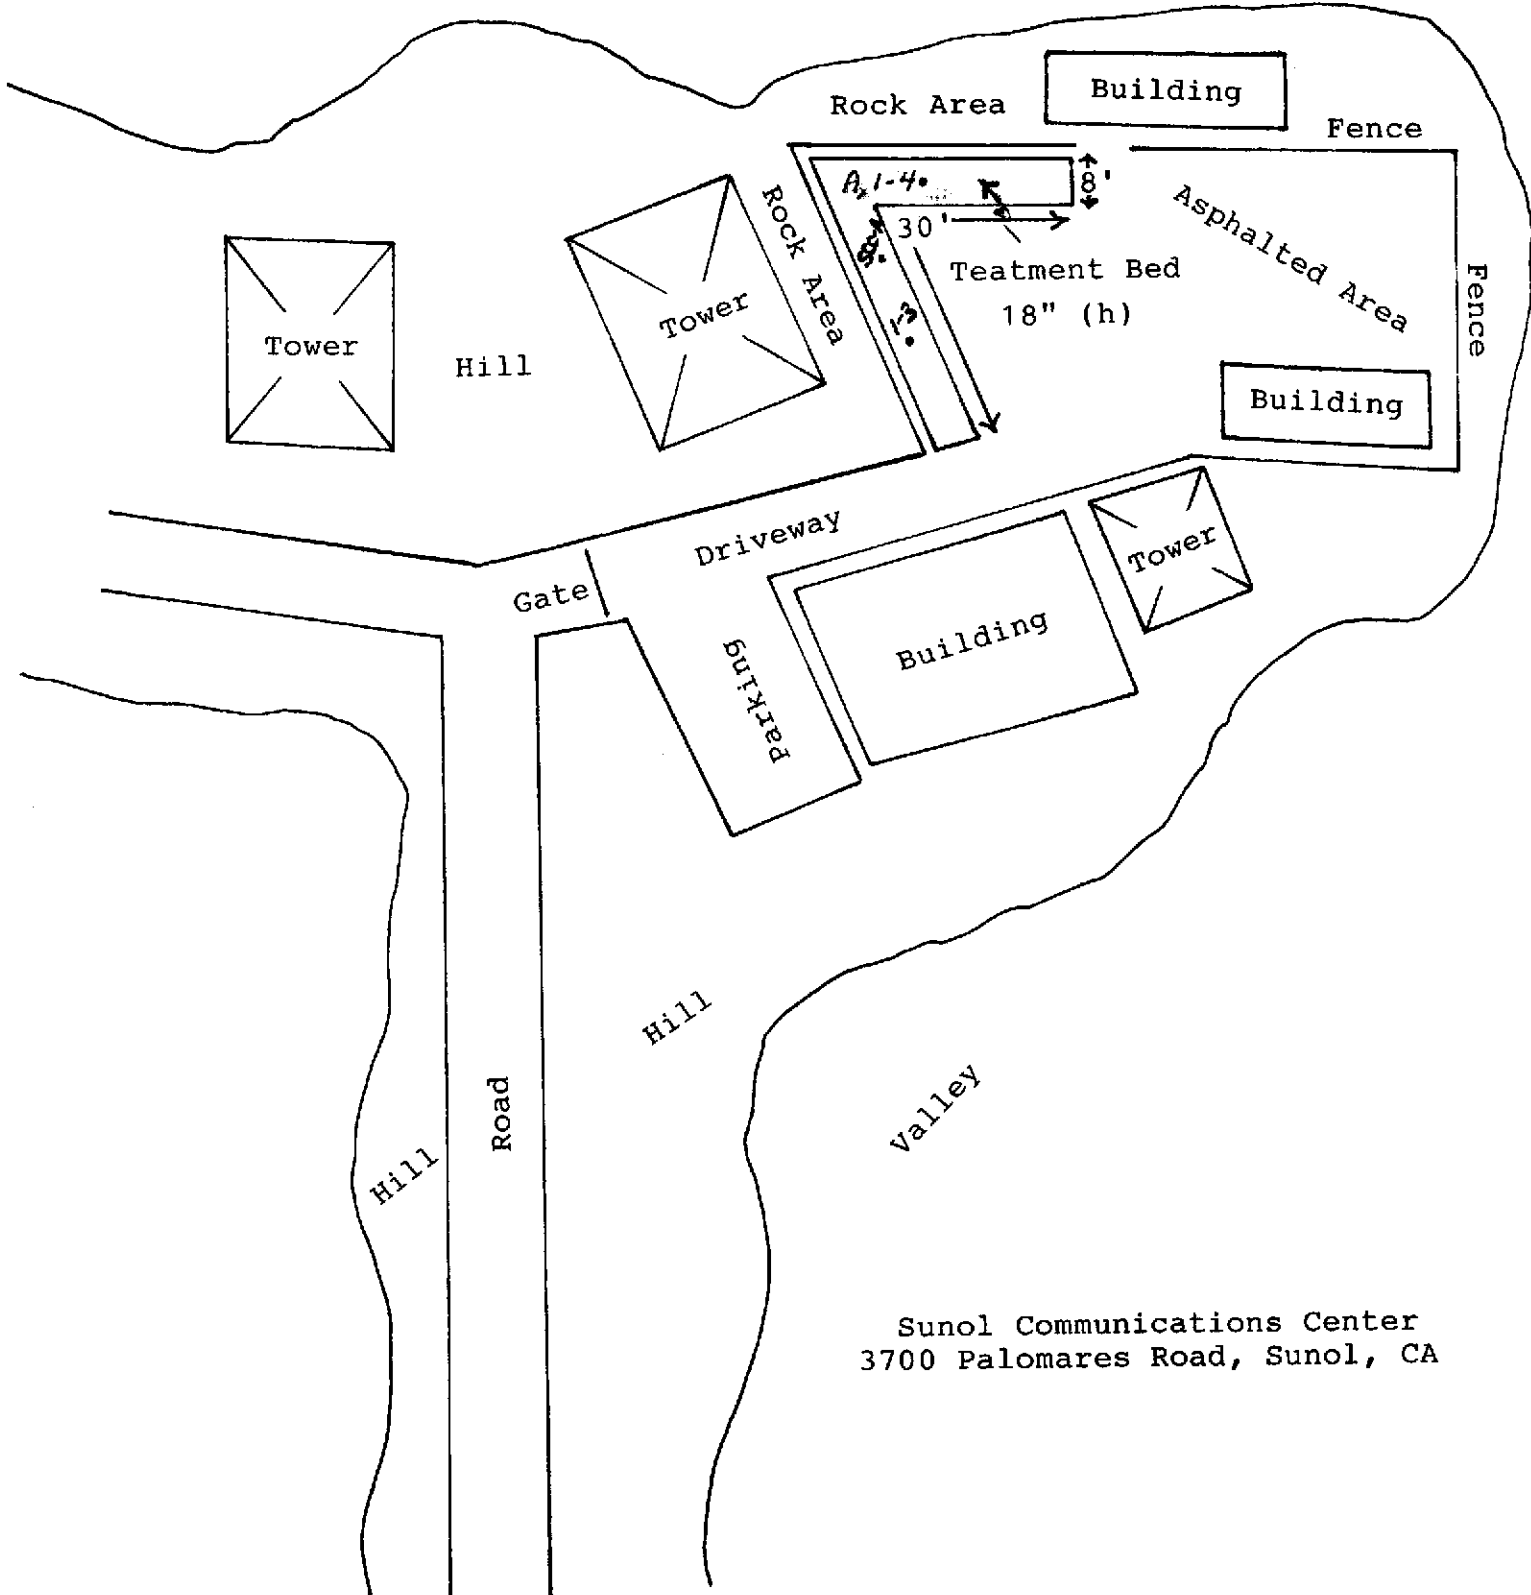 Building
Rock Area
Fence
A, 1-4
8'
Rock Area
30'
Asphalted Area
Teatment Bed
18" (h)
Fence
Tower
Tower
Hill
1-3
Building
Driveway
Tower
Gate
Building
Parking
Hill
Valley
Road
Hill
Sunol Communications Center
3700 Palomares Road, Sunol, CA